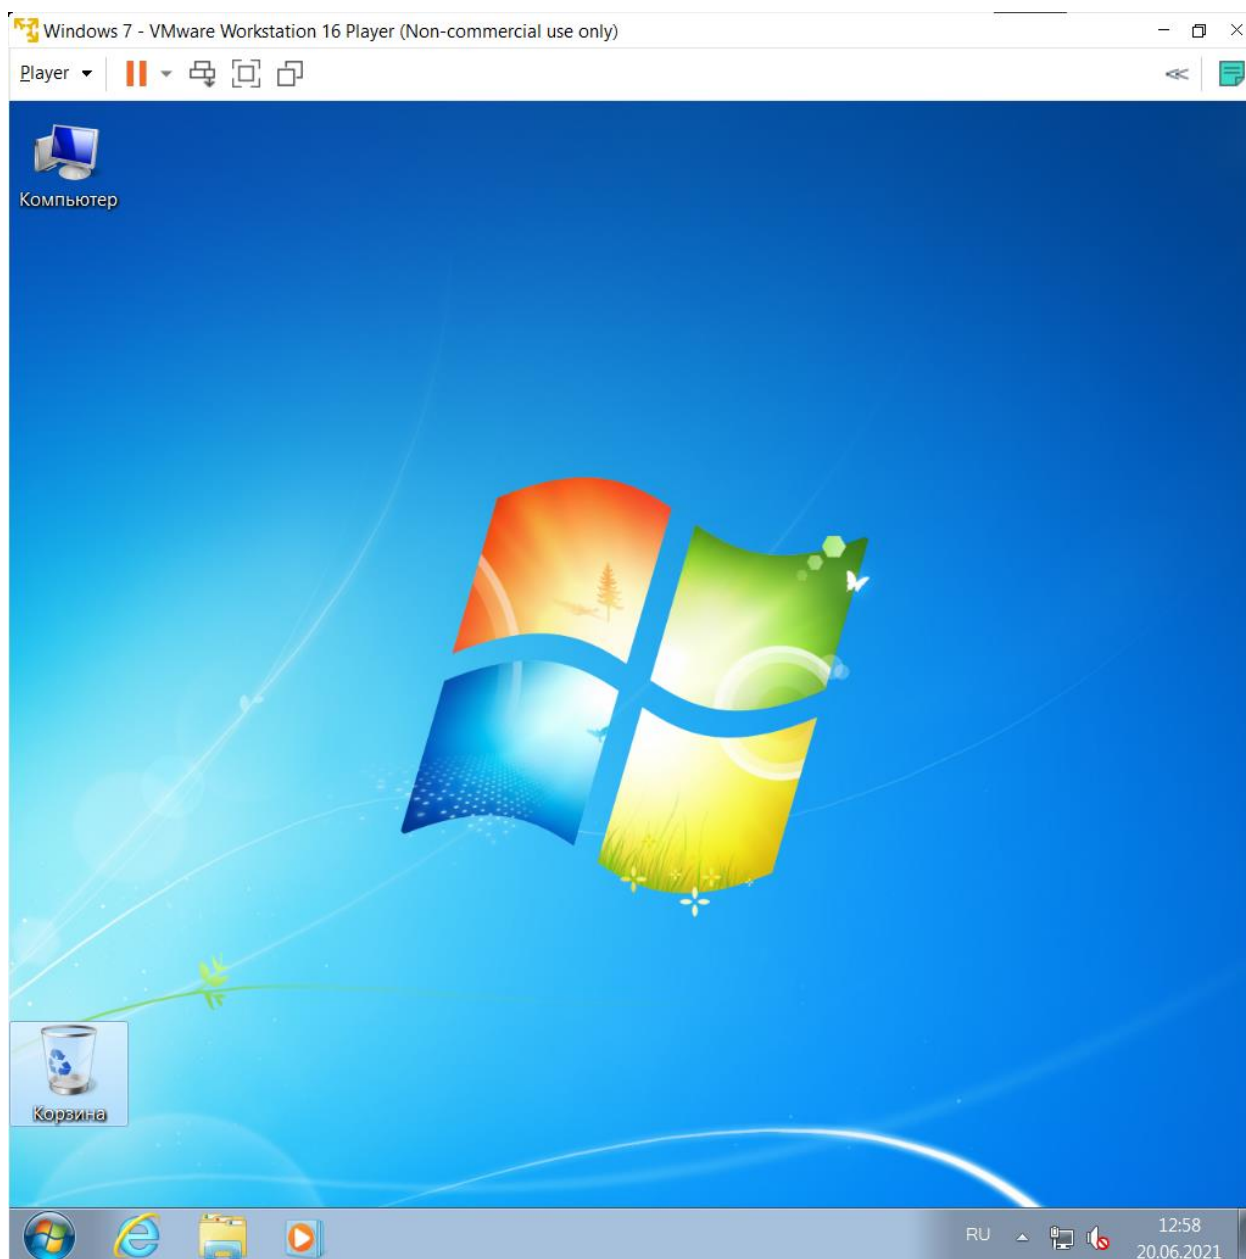 Windows 7 - VMware Workstation 16 Player (Non-commercial use only)
Player
Компьютер
Корзина
RU
12:58
20.06.2021